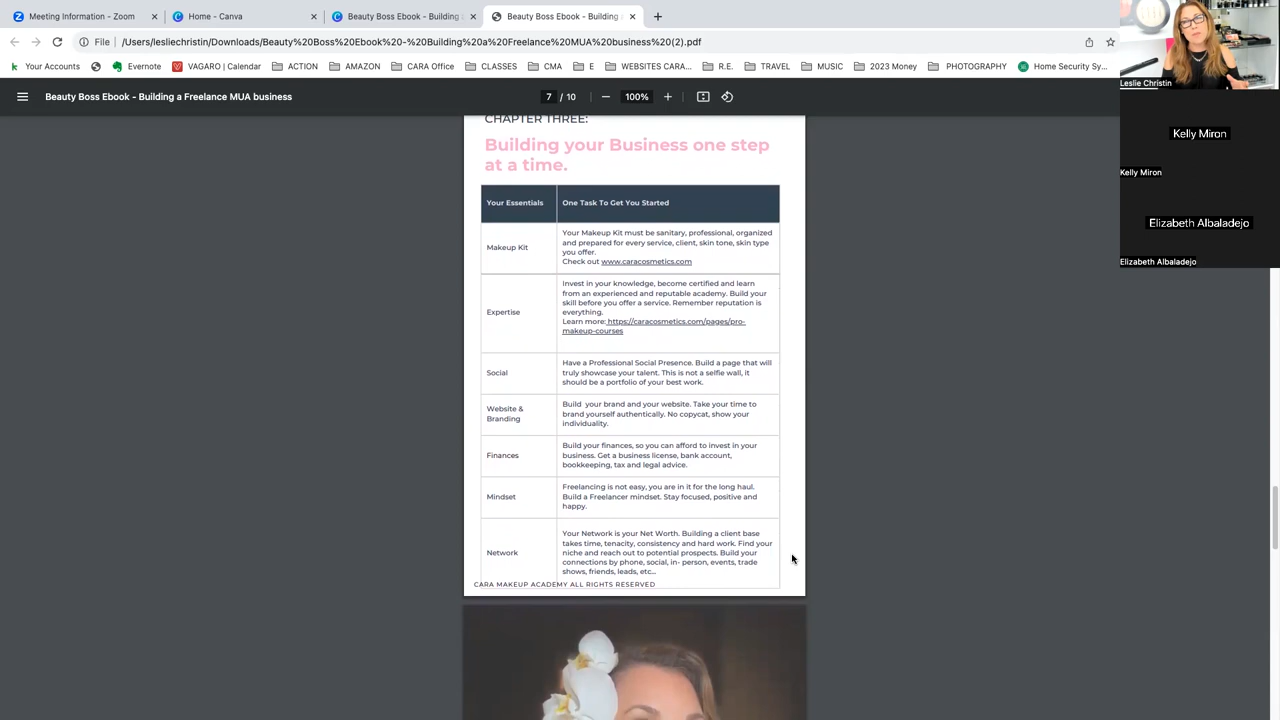 Meeting Information - Zoom
Home - Canva
Beauty Boss Ebook - Building
Beauty Boss Ebook - Building
File
/Users/lesliechristin/Downloads/Beauty%20Boss%20Ebook%20-%20Building%20a%20Freelance%20MUA%20business%20(2).pdf
Your Accounts
Evernote
VAGARO | Calendar
ACTION
AMAZON
CARA Office
CLASSES
CMA
E
WEBSITES CARA...
R.E.
TRAVEL
MUSIC
2023 Money
PHOTOGRAPHY
Home Security Sy...
Beauty Boss Ebook - Building a Freelance MUA business
7 / 10
100%
CHAPTER THREE:
Building your Business one step
at a time.
Your Essentials
One Task To Get You Started
Makeup Kit
Your Makeup Kit must be sanitary, professional, organized
and prepared for every service, client, skin tone, skin type
you offer.
Check out www.caracosmetics.com
Expertise
Invest in your knowledge, become certified and learn
from an experienced and reputable academy. Build your
skill before you offer a service. Remember reputation is
everything.
Learn more: https://caracosmetics.com/pages/pro-
makeup-courses
Social
Have a Professional Social Presence. Build a page that will
truly showcase your talent. This is not a selfie wall, it
should be a portfolio of your best work.
Website &
Branding
Build your brand and your website. Take your time to
brand yourself authentically. No copycat, show your
individuality.
Finances
Build your finances, so you can afford to invest in your
business. Get a business license, bank account,
bookkeeping, tax and legal advice.
Mindset
Freelancing is not easy, you are in it for the long haul.
Build a Freelancer mindset. Stay focused, positive and
happy.
Network
Your Network is your Net Worth. Building a client base
takes time, tenacity, consistency and hard work. Find your
niche and reach out to potential prospects. Build your
connections by phone, social, in- person, events, trade
shows, friends, leads, etc...
CARA MAKEUP ACADEMY ALL RIGHTS RESERVED
Leslie Christin
Kelly Miron
Kelly Miron
Elizabeth Albaladejo
Elizabeth Albaladejo